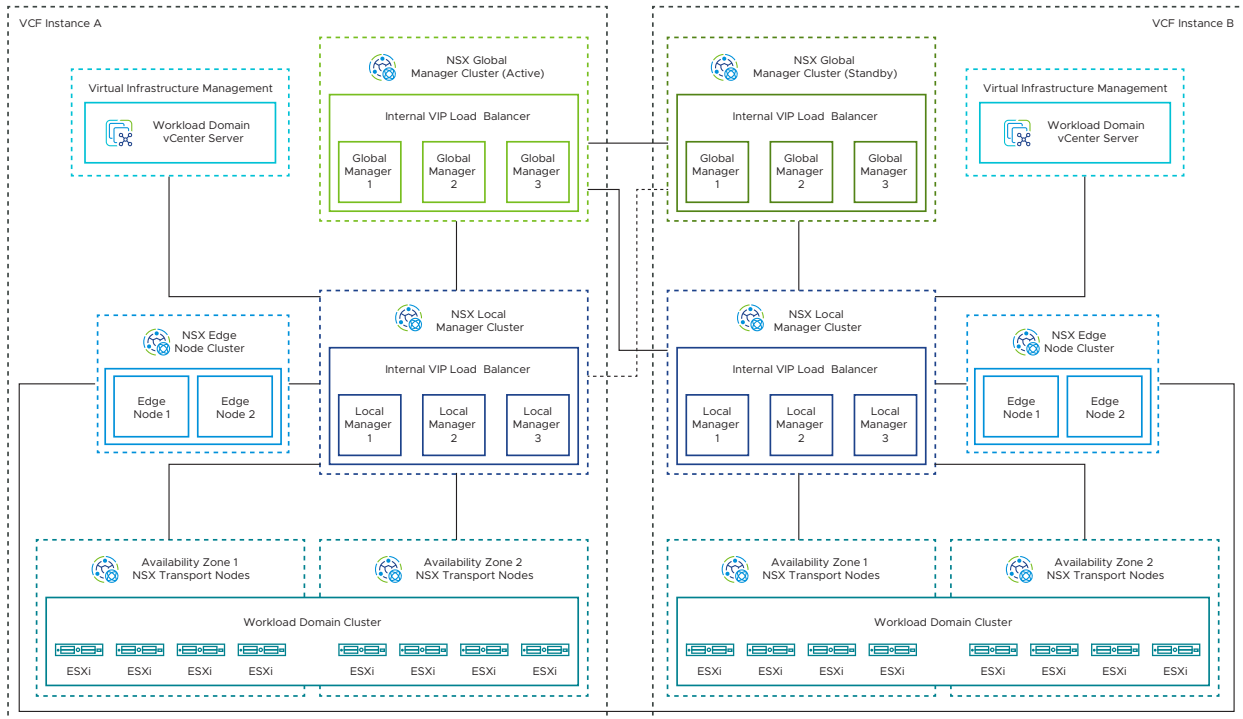 VCF Instance A
NSX Global
Manager Cluster (Active)
Internal VIP Load Balancer
Global
Manager
1
Global
Manager
2
Global
Manager
3
Virtual Infrastructure Management
Workload Domain
vCenter Server
NSX Local
Manager Cluster
Internal VIP Load Balancer
Local
Manager
1
Local
Manager
2
Local
Manager
3
NSX Edge
Node Cluster
Edge
Node 1
Edge
Node 2
Availability Zone 1
NSX Transport Nodes
Availability Zone 2
NSX Transport Nodes
Workload Domain Cluster
ESXi
ESXi
ESXi
ESXi
ESXi
ESXi
ESXi
ESXi
VCF Instance B
NSX Global
Manager Cluster (Standby)
Internal VIP Load Balancer
Global
Manager
1
Global
Manager
2
Global
Manager
3
Virtual Infrastructure Management
Workload Domain
vCenter Server
NSX Local
Manager Cluster
Internal VIP Load Balancer
Local
Manager
1
Local
Manager
2
Local
Manager
3
NSX Edge
Node Cluster
Edge
Node 1
Edge
Node 2
Availability Zone 1
NSX Transport Nodes
Availability Zone 2
NSX Transport Nodes
Workload Domain Cluster
ESXi
ESXi
ESXi
ESXi
ESXi
ESXi
ESXi
ESXi